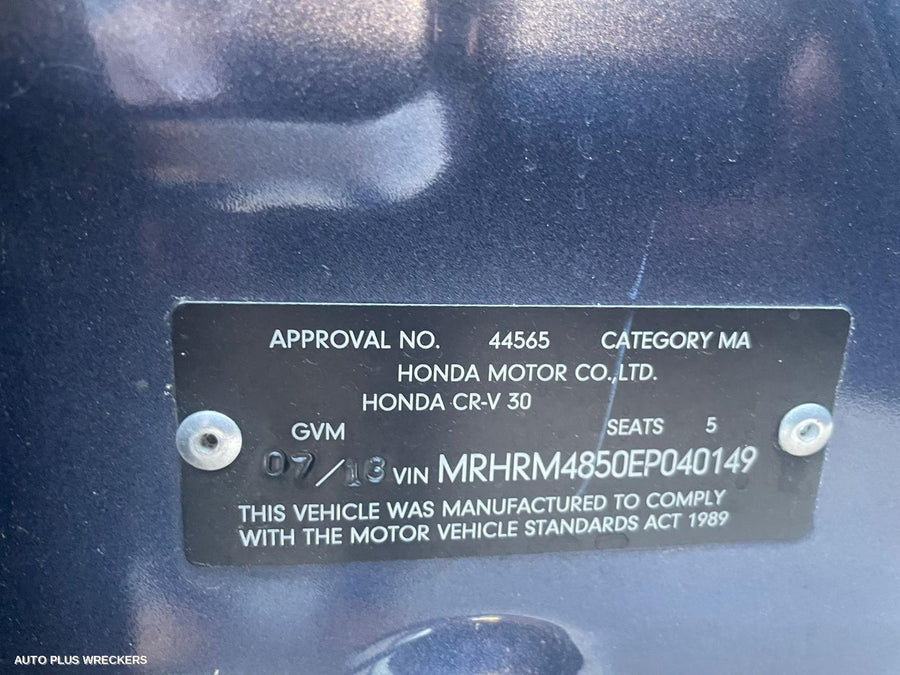 APPROVAL NO. 44565 CATEGORY MA
HONDA MOTOR CO.,LTD.
HONDA CR-V 30
GVM SEATS 5
07/13 VIN MRHRM4850EP040149
THIS VEHICLE WAS MANUFACTURED TO COMPLY
WITH THE MOTOR VEHICLE STANDARDS ACT 1989
AUTO PLUS WRECKERS